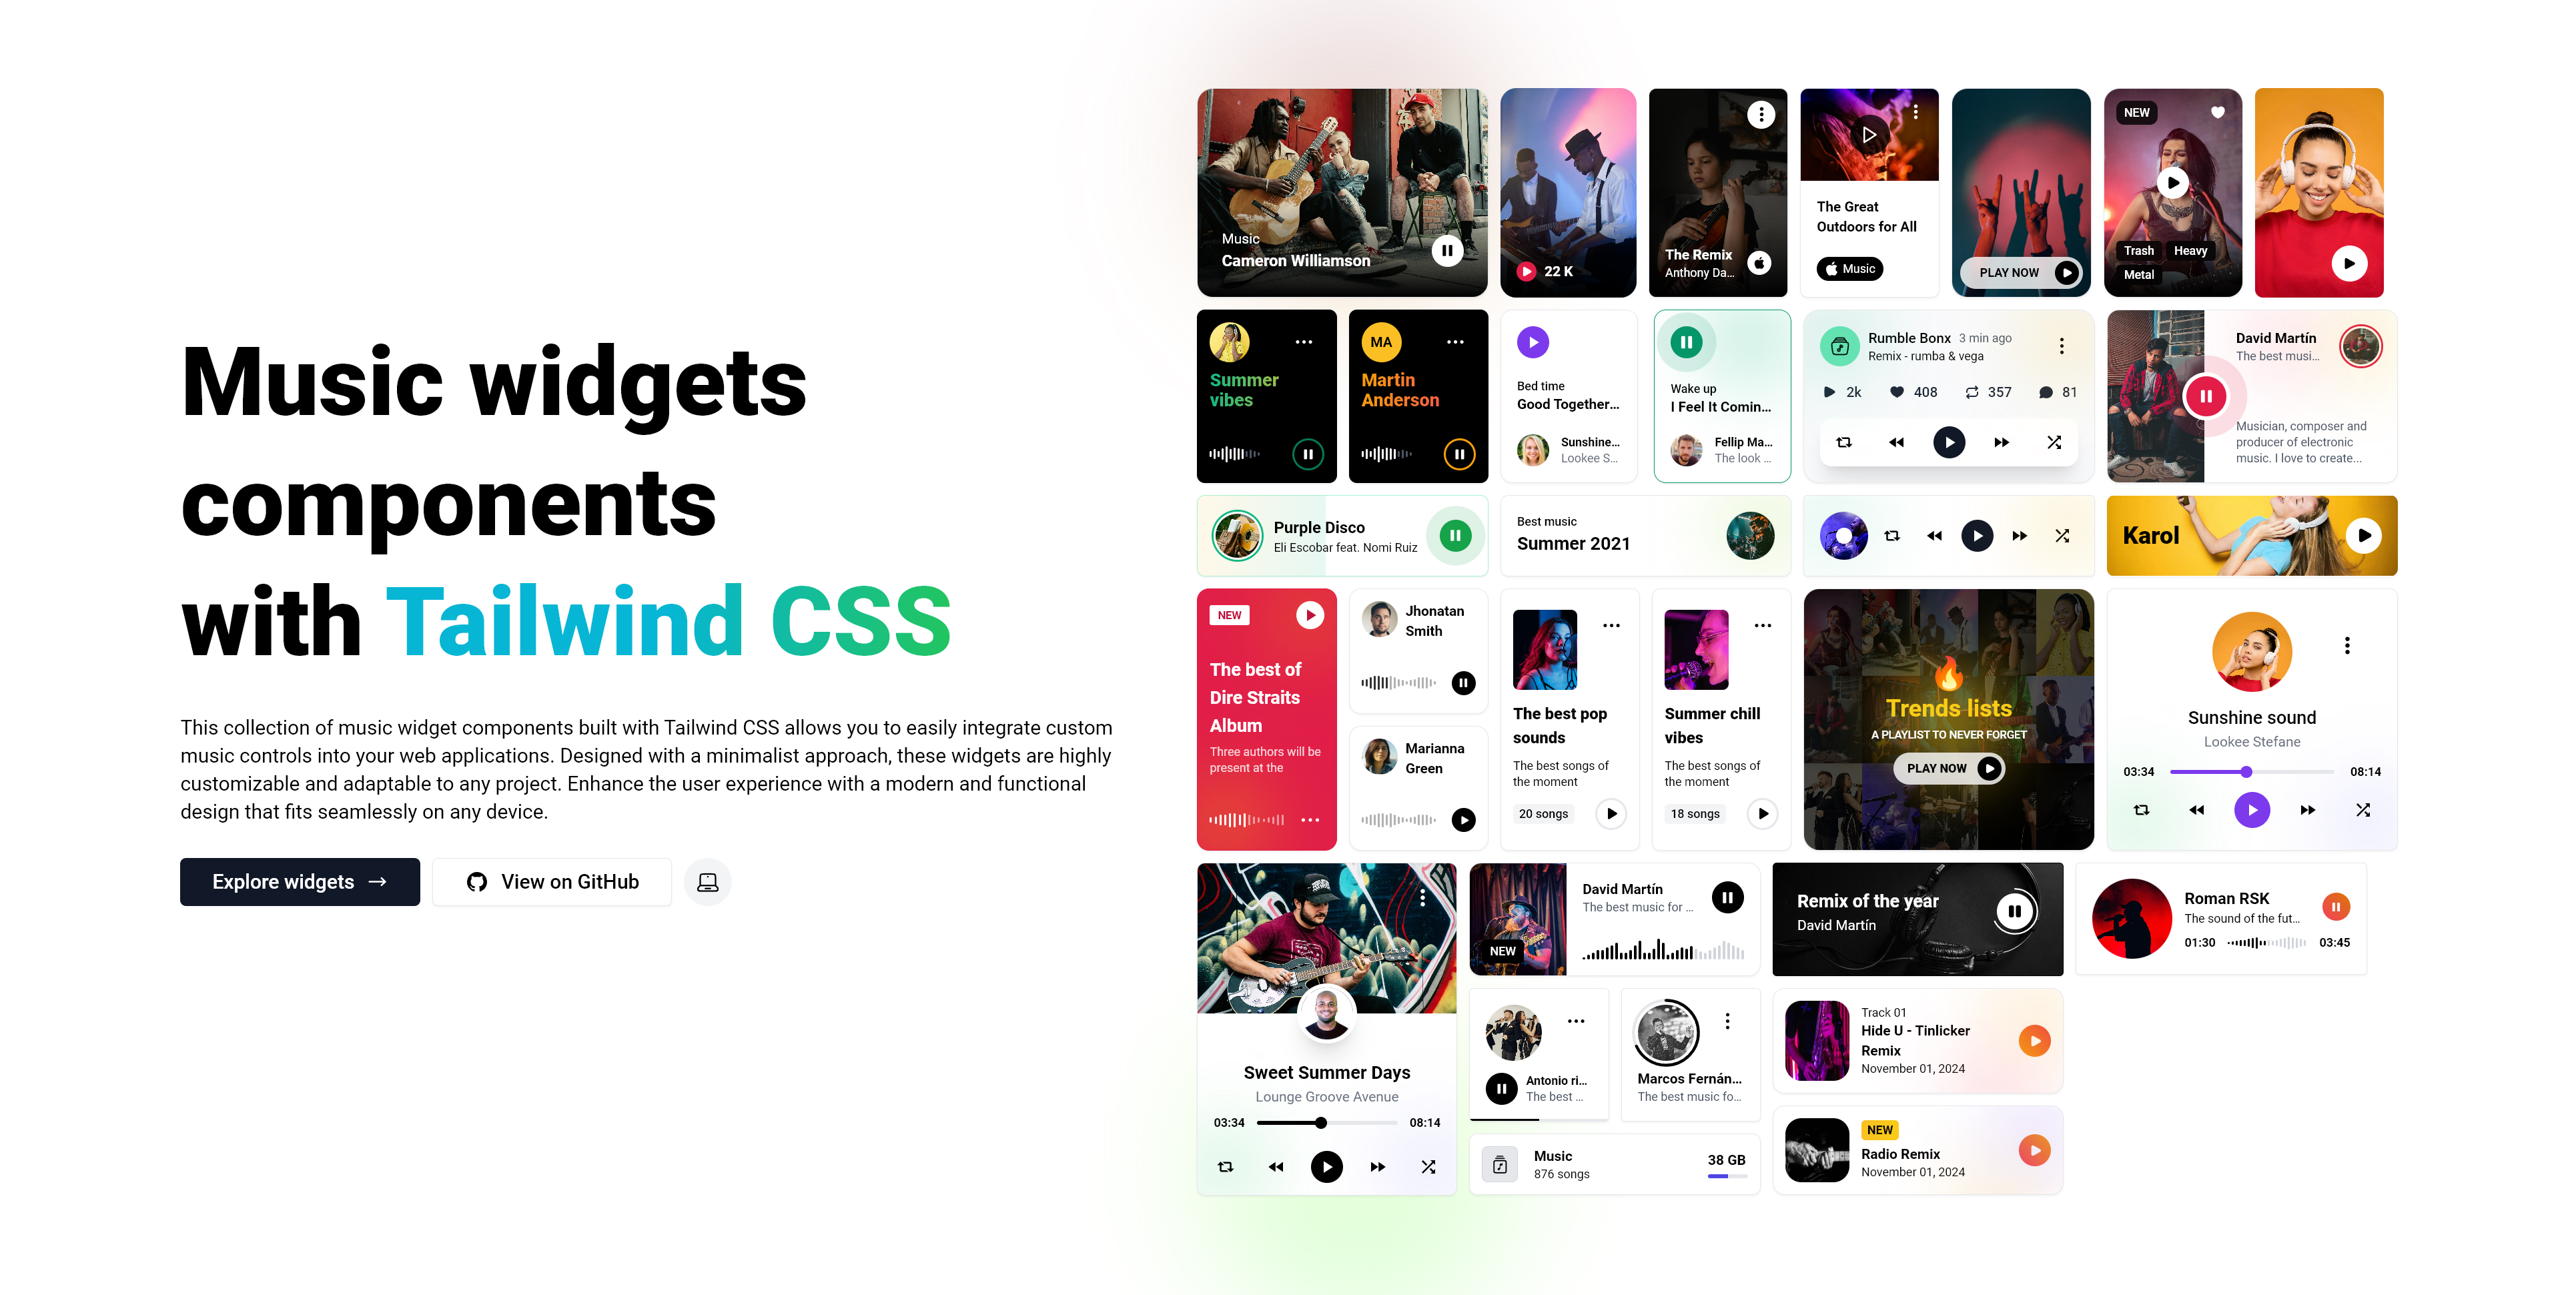 Music widgets
components
with Tailwind CSS
This collection of music widget components built with Tailwind CSS allows you to easily integrate custom
music controls into your web applications. Designed with a minimalist approach, these widgets are highly
customizable and adaptable to any project. Enhance the user experience with a modern and functional
design that fits seamlessly on any device.
Explore widgets
View on GitHub
Music
Cameron Williamson
22 K
The Remix
Anthony Da...
The Great
Outdoors for All
Music
PLAY NOW
NEW
Trash Heavy
Metal
Summer
vibes
MA
Martin
Anderson
Bed time
Good Together...
Sunshine...
Lookee S...
Wake up
I Feel It Comin...
Fellip Ma...
The look ...
Rumble Bonx 3 min ago
Remix - rumba & vega
2k 408 357 81
David Martín
The best musi...
Musician, composer and
producer of electronic
music. I love to create...
Purple Disco
Eli Escobar feat. Nomi Ruiz
Best music
Summer 2021
Karol
NEW
The best of
Dire Straits
Album
Three authors will be
present at the
Jhonatan
Smith
Marianna
Green
The best pop
sounds
The best songs of
the moment
20 songs
Summer chill
vibes
The best songs of
the moment
18 songs
Trends lists
A PLAYLIST TO NEVER FORGET
PLAY NOW
Sunshine sound
Lookee Stefane
03:34 08:14
Sweet Summer Days
Lounge Groove Avenue
03:34 08:14
NEW
David Martín
The best music for ...
Remix of the year
David Martín
Roman RSK
The sound of the fut...
01:30 03:45
Antonio ri...
The best ...
Marcos Fernán...
The best music fo...
Music
876 songs
38 GB
Track 01
Hide U - Tinlicker
Remix
November 01, 2024
NEW
Radio Remix
November 01, 2024